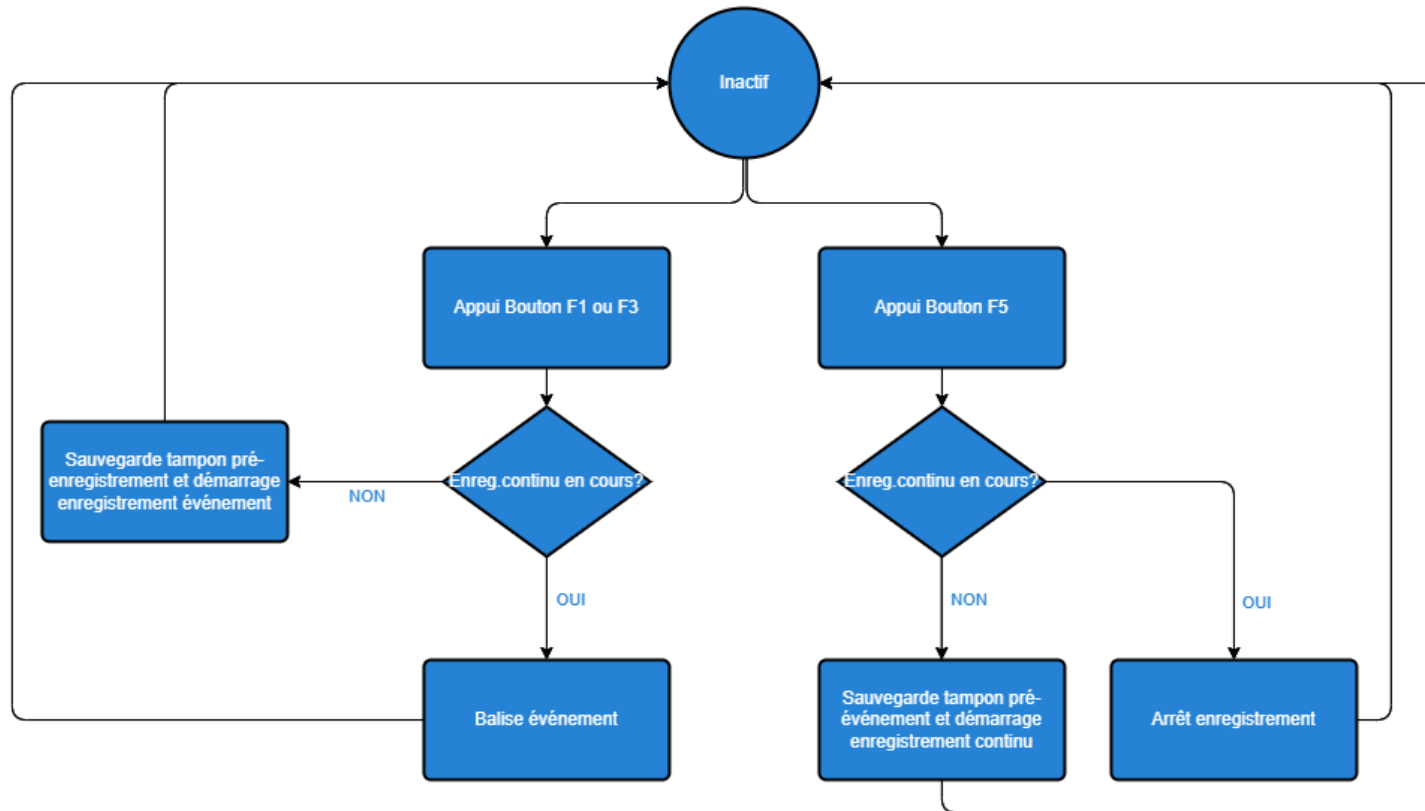 Inactif
Appui Bouton F1 ou F3
Appui Bouton F5
Sauvegarde tampon pré-
enregistrement et démarrage
enregistrement événement
NON
Enreg.continu en cours?
Enreg.continu en cours?
OUI
NON
OUI
Balise événement
Sauvegarde tampon pré-
événement et démarrage
enregistrement continu
Arrêt enregistrement